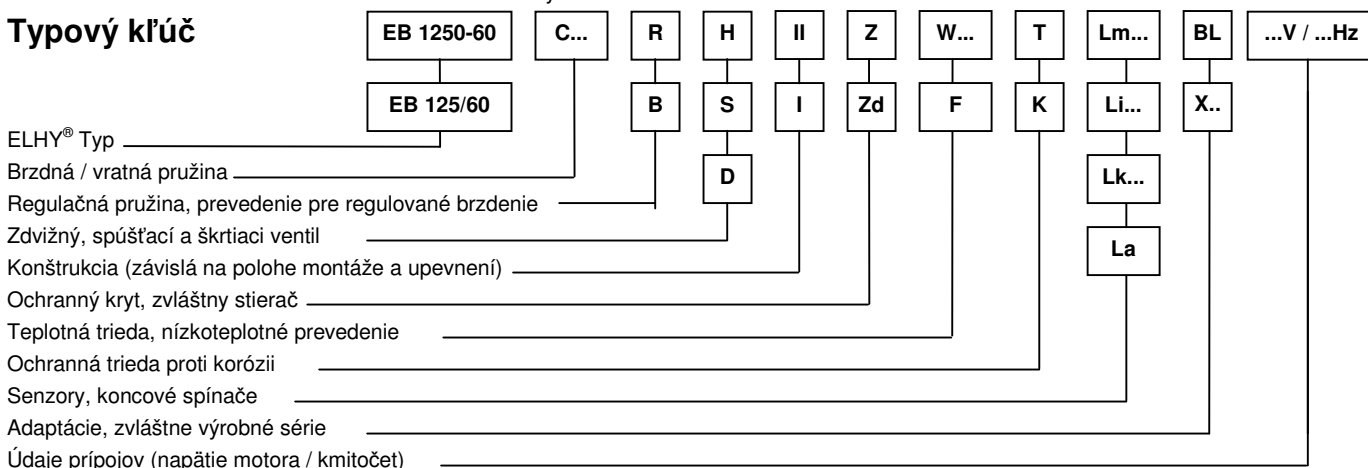 Typový kľúč
EB 1250-60 C... R H II Z W... T Lm... BL ...V / ...Hz
EB 125/60 B S I Zd F K Li... X..
ELHY® Typ
Brzdná / vratná pružina D Lk...
Regulačná pružina, prevedenie pre regulované brzdenie
Zdvižný, spúšťací a škrtiaci ventil La
Konštrukcia (závislá na polohe montáže a upevnení)
Ochranný kryt, zvláštny stierač
Teplotná trieda, nízkoteplotné prevedenie
Ochranná trieda proti korózii
Senzory, koncové spínače
Adaptácie, zvláštne výrobné série
Údaje prípojov (napätie motora / kmitočet)